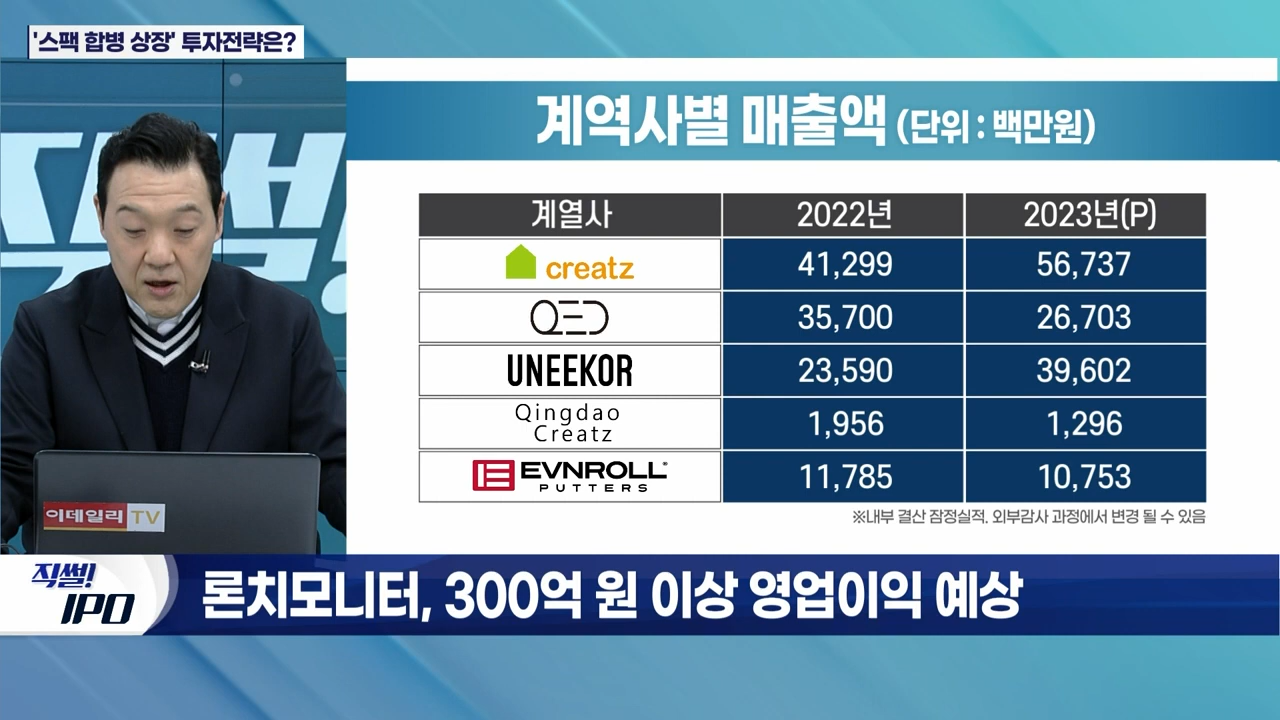 '스팩 합병 상장' 투자전략은?
계역사별 매출액 (단위 : 백만원)
계열사 2022년 2023년(P)
creatz 41,299 56,737
QED 35,700 26,703
UNEEKOR 23,590 39,602
Qingdao
Creatz 1,956 1,296
EVNROLL®
PUTTERS 11,785 10,753
※내부 결산 잠정실적. 외부감사 과정에서 변경 될 수 있음
직썰!
이데일리 TV
직썰!
IPO
론치모니터, 300억 원 이상 영업이익 예상